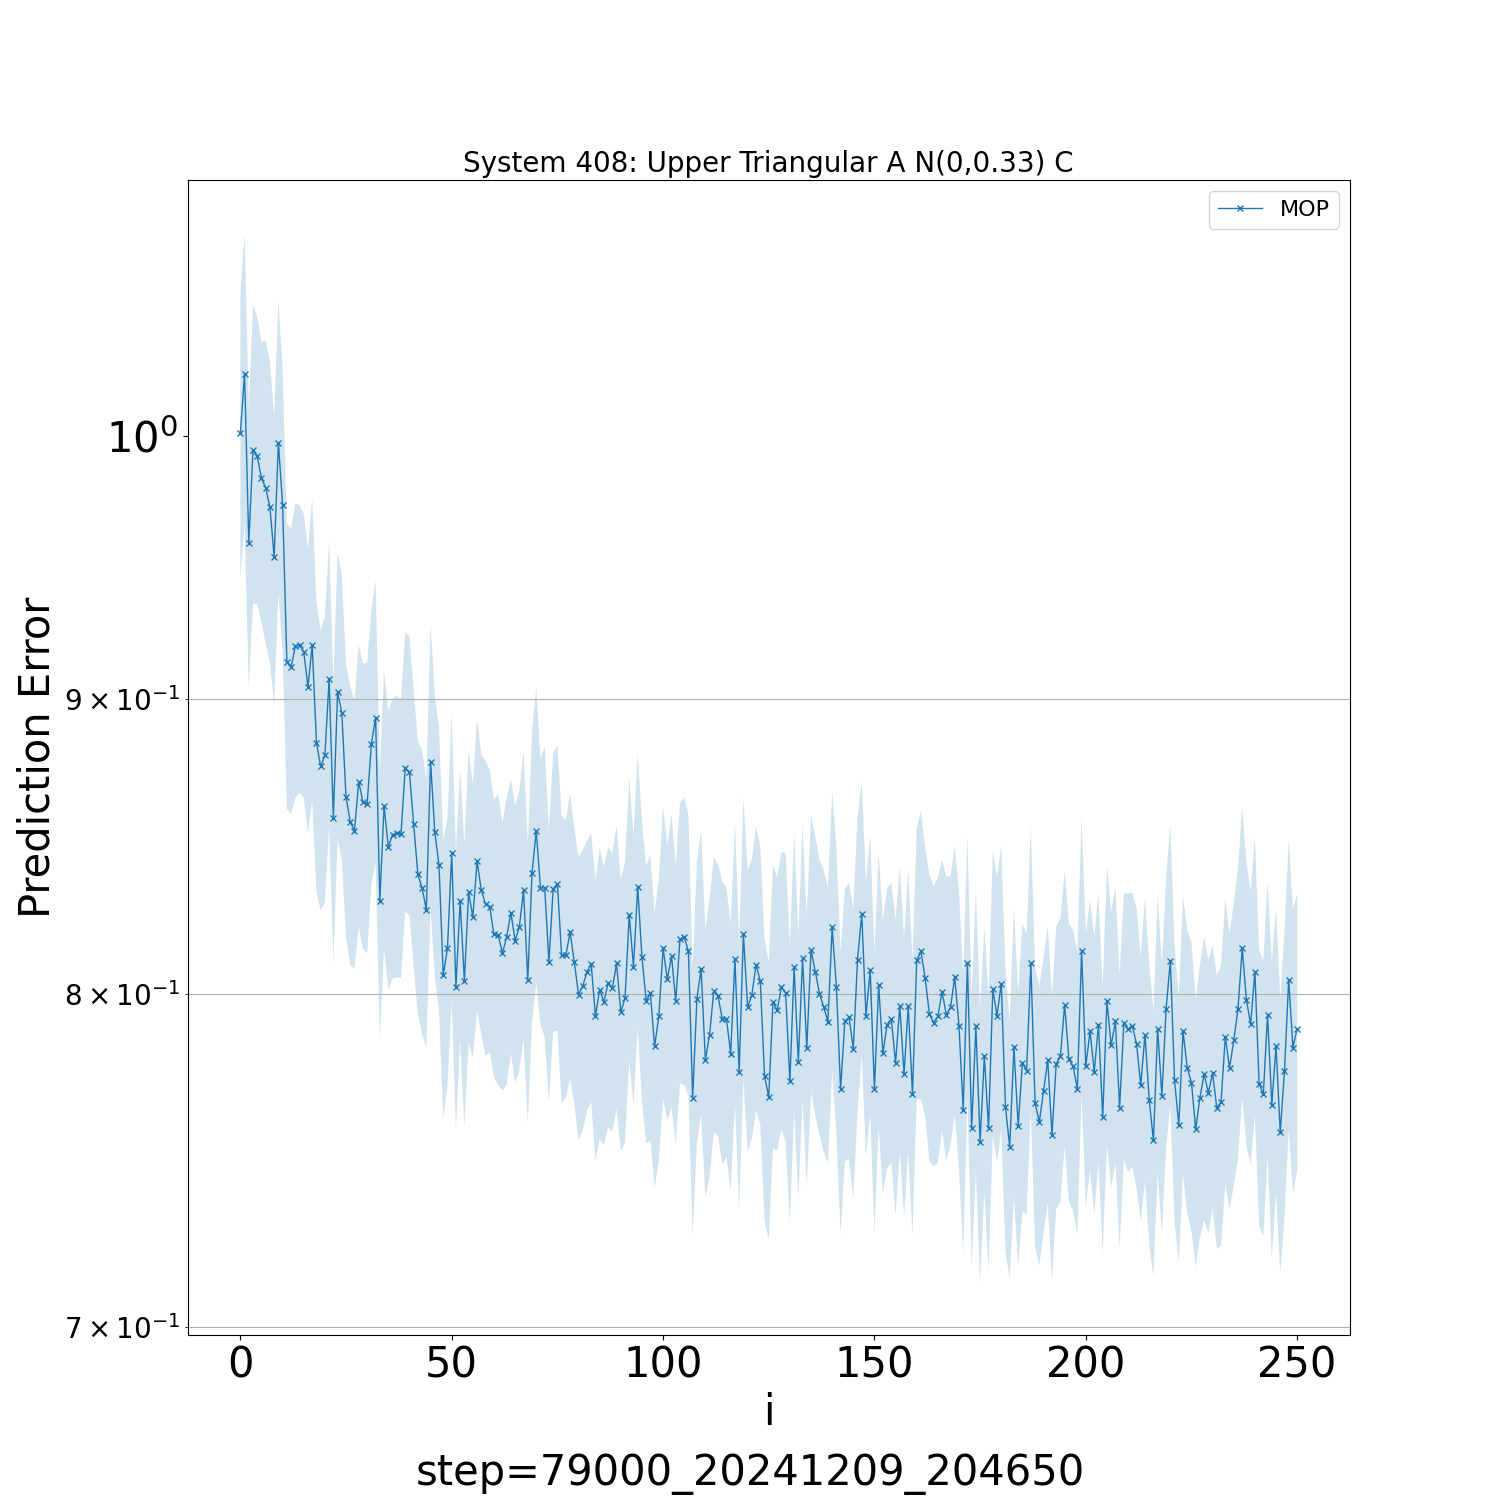 System 408: Upper Triangular A N(0,0.33) C
MOP
Prediction Error
10⁰
9 × 10⁻¹
8 × 10⁻¹
7 × 10⁻¹
0 50 100 150 200 250
i
step=79000_20241209_204650